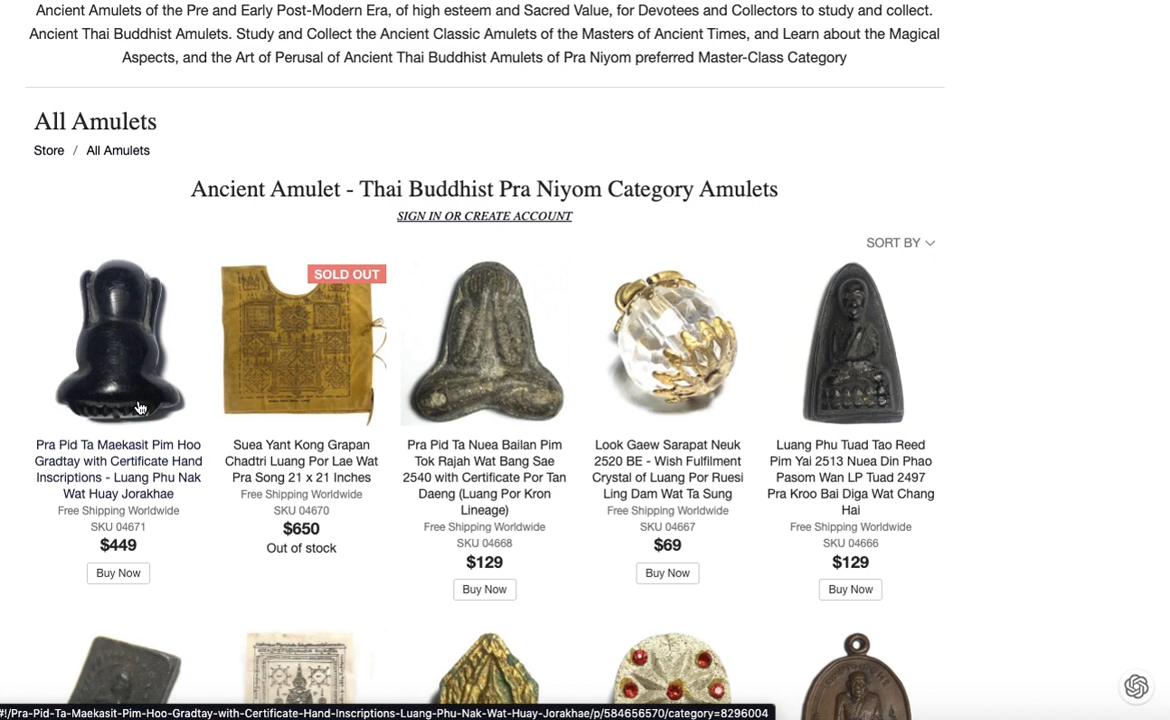 Ancient Amulets of the Pre and Early Post-Modern Era, of high esteem and Sacred Value, for Devotees and Collectors to study and collect.
Ancient Thai Buddhist Amulets. Study and Collect the Ancient Classic Amulets of the Masters of Ancient Times, and Learn about the Magical
Aspects, and the Art of Perusal of Ancient Thai Buddhist Amulets of Pra Niyom preferred Master-Class Category
All Amulets
Store / All Amulets
Ancient Amulet - Thai Buddhist Pra Niyom Category Amulets
SIGN IN OR CREATE ACCOUNT
SORT BY
Pra Pid Ta Maekasit Pim Hoo
Gradtay with Certificate Hand
Inscriptions - Luang Phu Nak
Wat Huay Jorakhae
Free Shipping Worldwide
SKU 04671
$449
Buy Now
SOLD OUT
Suea Yant Kong Grapan
Chadtri Luang Por Lae Wat
Pra Song 21 x 21 Inches
Free Shipping Worldwide
SKU 04670
$650
Out of stock
Pra Pid Ta Nuea Bailan Pim
Tok Rajah Wat Bang Sae
2540 with Certificate Por Tan
Daeng (Luang Por Kron
Lineage)
Free Shipping Worldwide
SKU 04668
$129
Buy Now
Look Gaew Sarapat Neuk
2520 BE - Wish Fulfilment
Crystal of Luang Por Ruesi
Ling Dam Wat Ta Sung
Free Shipping Worldwide
SKU 04667
$69
Buy Now
Luang Phu Tuad Tao Reed
Pim Yai 2513 Nuea Din Phao
Pasom Wan LP Tuad 2497
Pra Kroo Bai Diga Wat Chang
Hai
Free Shipping Worldwide
SKU 04666
$129
Buy Now
#!/Pra-Pid-Ta-Maekasit-Pim-Hoo-Gradtay-with-Certificate-Hand-Inscriptions-Luang-Phu-Nak-Wat-Huay-Jorakhae/p/584656570/category=8296004